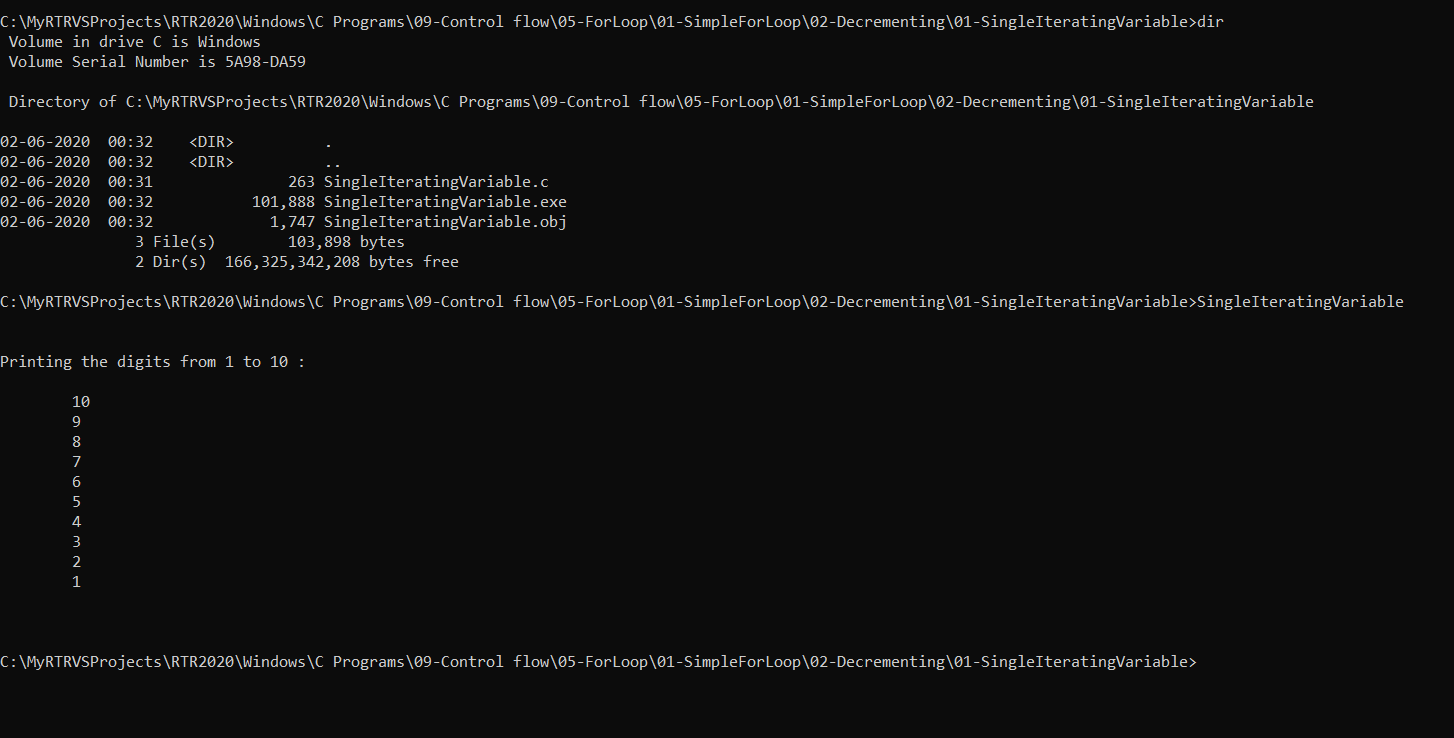 C:\MyRTRVSProjects\RTR2020\Windows\C Programs\09-Control flow\05-ForLoop\01-SimpleForLoop\02-Decrementing\01-SingleIteratingVariable>dir
 Volume in drive C is Windows
 Volume Serial Number is 5A98-DA59

 Directory of C:\MyRTRVSProjects\RTR2020\Windows\C Programs\09-Control flow\05-ForLoop\01-SimpleForLoop\02-Decrementing\01-SingleIteratingVariable

02-06-2020  00:32    <DIR>          .
02-06-2020  00:32    <DIR>          ..
02-06-2020  00:31               263 SingleIteratingVariable.c
02-06-2020  00:32           101,888 SingleIteratingVariable.exe
02-06-2020  00:32             1,747 SingleIteratingVariable.obj
               3 File(s)        103,898 bytes
               2 Dir(s)  166,325,342,208 bytes free

C:\MyRTRVSProjects\RTR2020\Windows\C Programs\09-Control flow\05-ForLoop\01-SimpleForLoop\02-Decrementing\01-SingleIteratingVariable>SingleIteratingVariable

Printing the digits from 1 to 10 :

        10
        9
        8
        7
        6
        5
        4
        3
        2
        1

C:\MyRTRVSProjects\RTR2020\Windows\C Programs\09-Control flow\05-ForLoop\01-SimpleForLoop\02-Decrementing\01-SingleIteratingVariable>